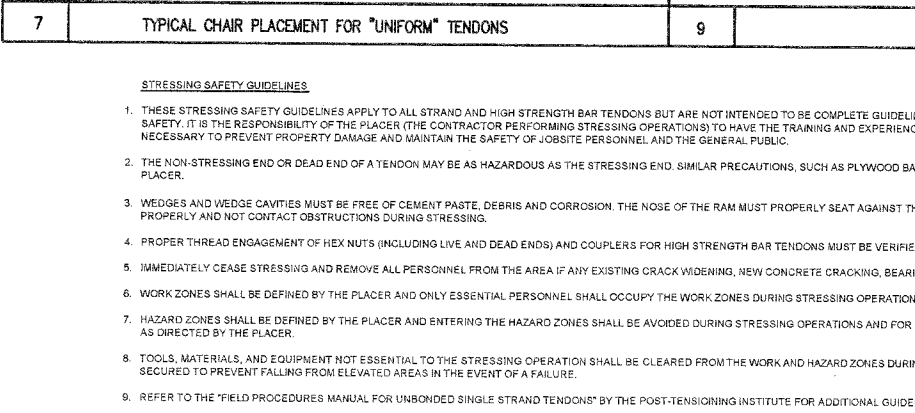 7 TYPICAL CHAIR PLACEMENT FOR "UNIFORM" TENDONS 9
STRESSING SAFETY GUIDELINES
1. THESE STRESSING SAFETY GUIDELINES APPLY TO ALL STRAND AND HIGH STRENGTH BAR TENDONS BUT ARE NOT INTENDED TO BE COMPLETE
SAFETY. IT IS THE RESPONSIBILITY OF THE PLACER (THE CONTRACTOR PERFORMING STRESSING OPERATIONS) TO HAVE THE TRAINING AND
NECESSARY TO PREVENT PROPERTY DAMAGE AND MAINTAIN THE SAFETY OF JOBSITE PERSONNEL AND THE GENERAL PUBLIC.
2. THE NON-STRESSING END OR DEAD END OF A TENDON MAY BE AS HAZARDOUS AS THE STRESSING END. SIMILAR PRECAUTIONS, SUCH AS PLYWOOD
PLACER.
3. WEDGES AND WEDGE CAVITIES MUST BE FREE OF CEMENT PASTE, DEBRIS AND CORROSION. THE NOSE OF THE RAM MUST PROPERLY SEAT AGAINST
PROPERLY AND NOT CONTACT OBSTRUCTIONS DURING STRESSING.
4. PROPER THREAD ENGAGEMENT OF HEX NUTS (INCLUDING LIVE AND DEAD ENDS) AND COUPLERS FOR HIGH STRENGTH BAR TENDONS MUST BE
5. IMMEDIATELY CEASE STRESSING AND REMOVE ALL PERSONNEL FROM THE AREA IF ANY EXISTING CRACK WIDENING, NEW CONCRETE CRACKING,
6. WORK ZONES SHALL BE DEFINED BY THE PLACER AND ONLY ESSENTIAL PERSONNEL SHALL OCCUPY THE WORK ZONES DURING STRESSING OPERATION
7. HAZARD ZONES SHALL BE DEFINED BY THE PLACER AND ENTERING THE HAZARD ZONES SHALL BE AVOIDED DURING STRESSING OPERATIONS AND FOR
AS DIRECTED BY THE PLACER.
8. TOOLS, MATERIALS, AND EQUIPMENT NOT ESSENTIAL TO THE STRESSING OPERATION SHALL BE CLEARED FROM THE WORK AND HAZARD ZONES
SECURED TO PREVENT FALLING FROM ELEVATED AREAS IN THE EVENT OF A FAILURE.
9. REFER TO THE "FIELD PROCEDURES MANUAL FOR UNBONDED SINGLE STRAND TENDONS" BY THE POST-TENSIOINING INSTITUTE FOR ADDITIONAL